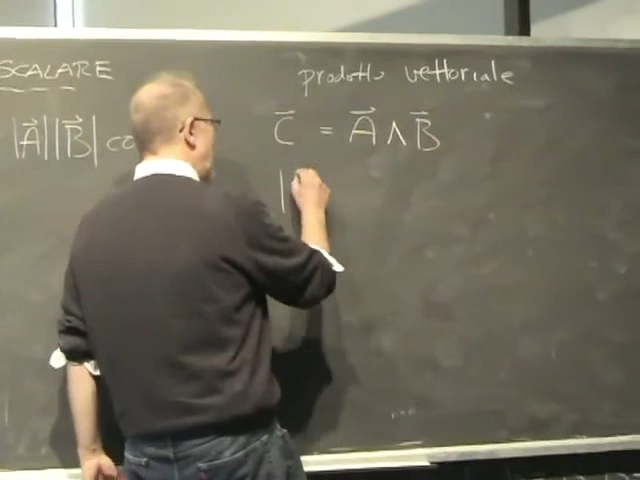 SCALARE
|A⃗||B⃗| co
prodotto vettoriale
C⃗ = A⃗ ∧ B⃗
|